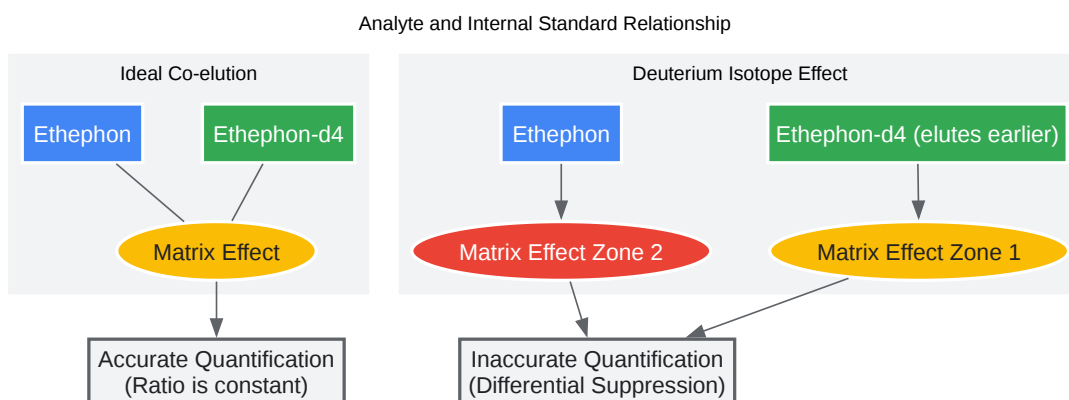 Analyte and Internal Standard Relationship
Ideal Co-elution
Ethephon
Ethephon-d4
Matrix Effect
Accurate Quantification
(Ratio is constant)
Deuterium Isotope Effect
Ethephon
Ethephon-d4 (elutes earlier)
Matrix Effect Zone 2
Matrix Effect Zone 1
Inaccurate Quantification
(Differential Suppression)